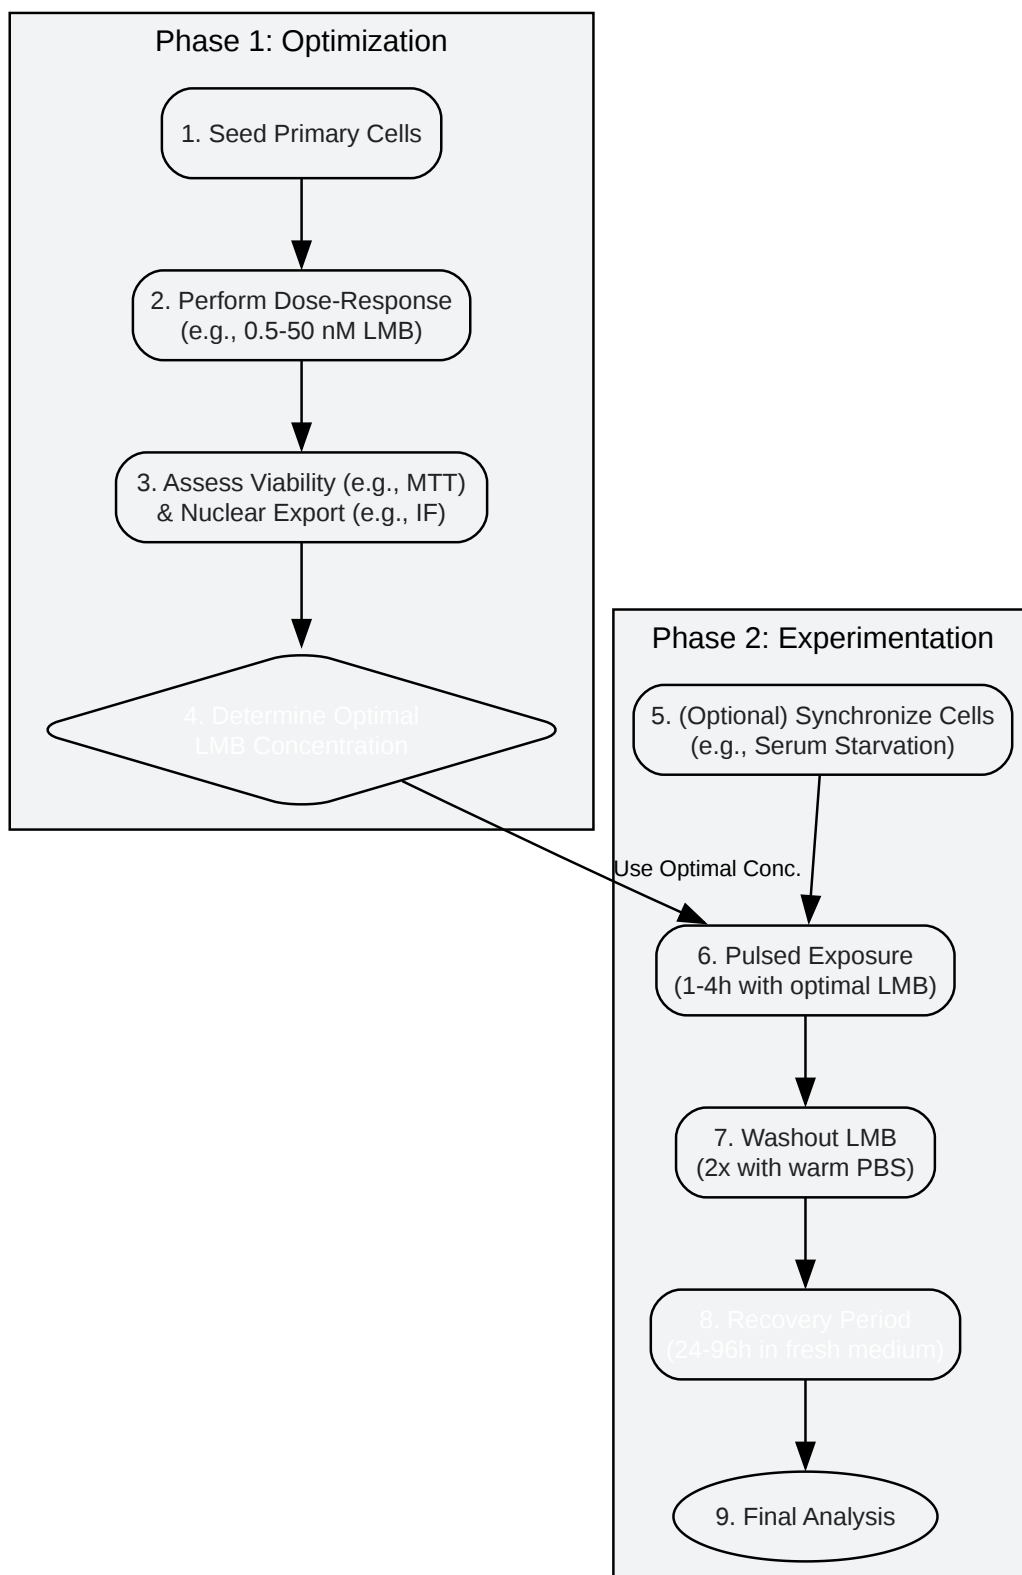 Phase 1: Optimization
1. Seed Primary Cells
2. Perform Dose-Response
(e.g., 0.5-50 nM LMB)
3. Assess Viability (e.g., MTT)
& Nuclear Export (e.g., IF)
4. Determine Optimal
LMB Concentration
Phase 2: Experimentation
5. (Optional) Synchronize Cells
(e.g., Serum Starvation)
Use Optimal Conc.
6. Pulsed Exposure
(1-4h with optimal LMB)
7. Washout LMB
(2x with warm PBS)
8. Recovery Period
(24-96h in fresh medium)
9. Final Analysis